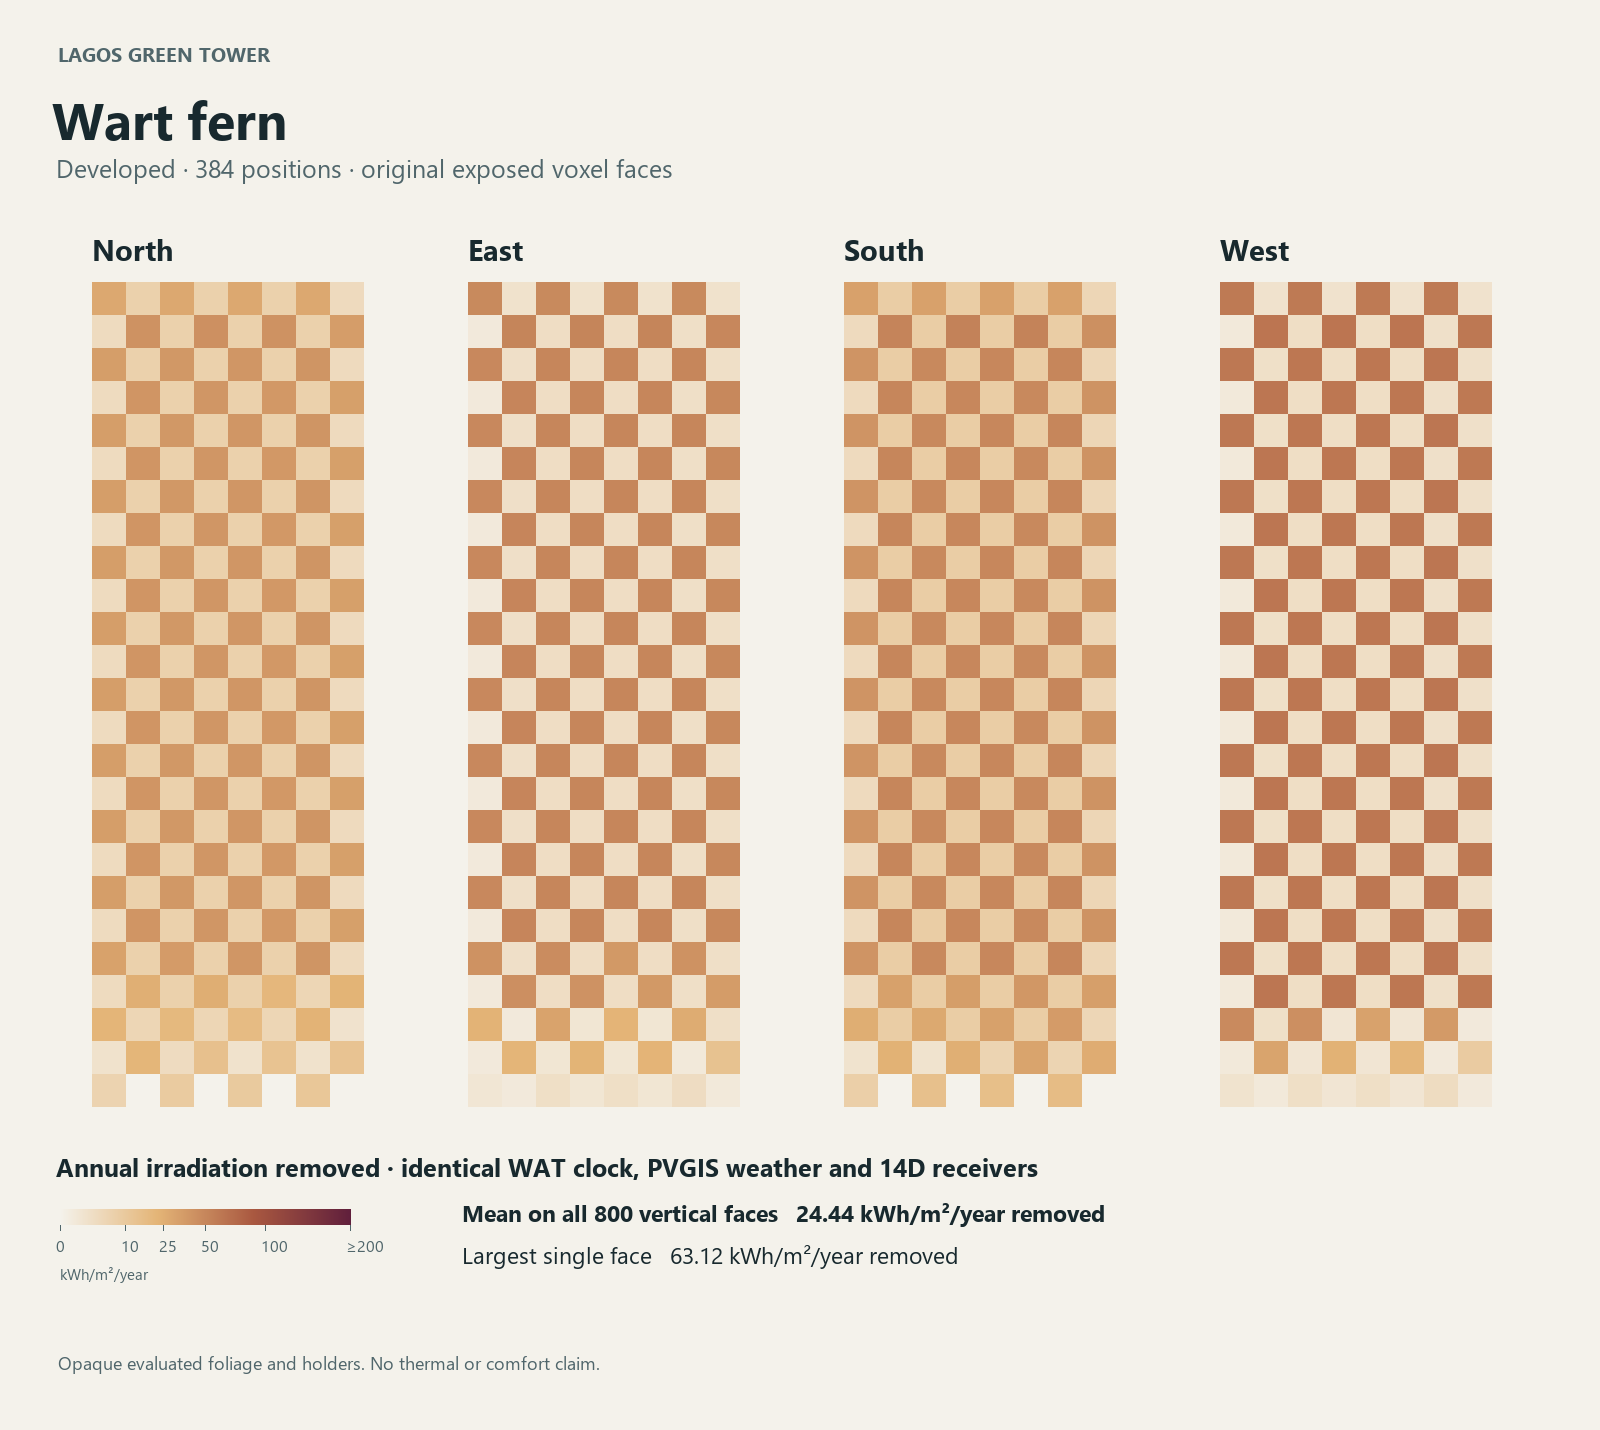 LAGOS GREEN TOWER
Wart fern
Developed · 384 positions · original exposed voxel faces
North East South West
Annual irradiation removed · identical WAT clock, PVGIS weather and 14D receivers
Mean on all 800 vertical faces 24.44 kWh/m²/year removed
0 10 25 50 100 ≥200
Largest single face 63.12 kWh/m²/year removed
kWh/m²/year
Opaque evaluated foliage and holders. No thermal or comfort claim.